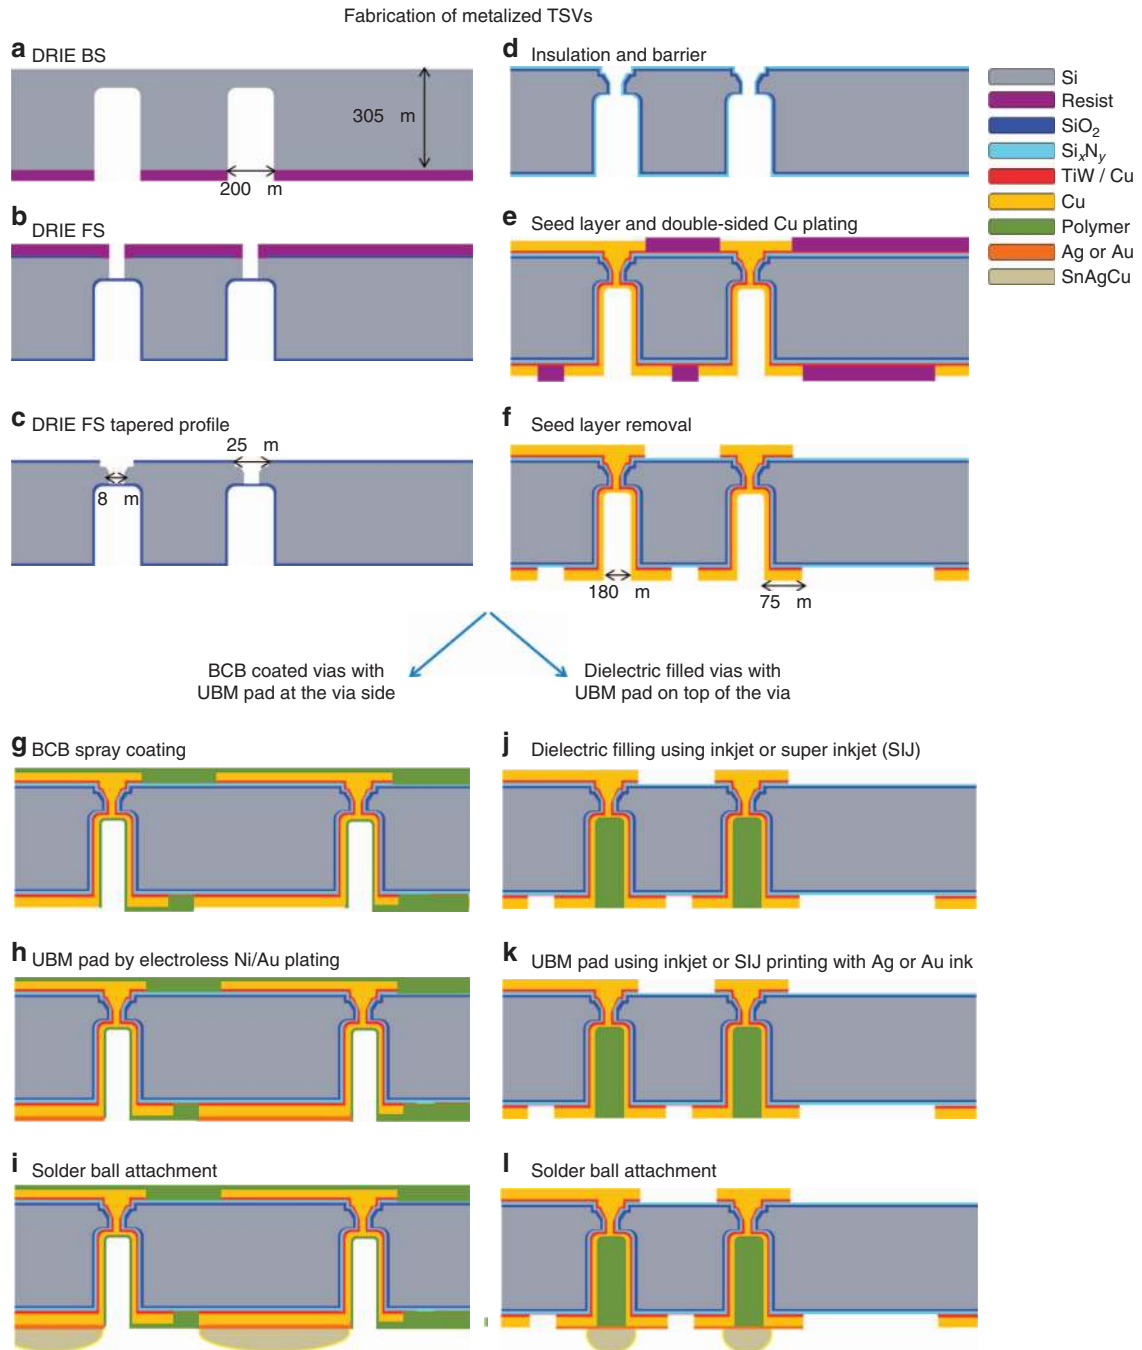 Fabrication of metalized TSVs
a DRIE BS
305 m
200 m
b DRIE FS
c DRIE FS tapered profile
25 m
8 m
d Insulation and barrier
e Seed layer and double-sided Cu plating
f Seed layer removal
180 m
75 m
Si
Resist
SiO2
SixNy
TiW / Cu
Cu
Polymer
Ag or Au
SnAgCu
BCB coated vias with
UBM pad at the via side
Dielectric filled vias with
UBM pad on top of the via
g BCB spray coating
h UBM pad by electroless Ni/Au plating
i Solder ball attachment
j Dielectric filling using inkjet or super inkjet (SIJ)
k UBM pad using inkjet or SIJ printing with Ag or Au ink
l Solder ball attachment